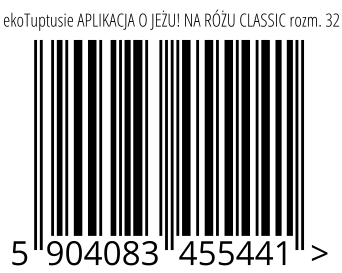 ekoTuptusie APLIKACJA O JEŻU! NA RÓŻU CLASSIC rozm. 32
5 904083 455441 >